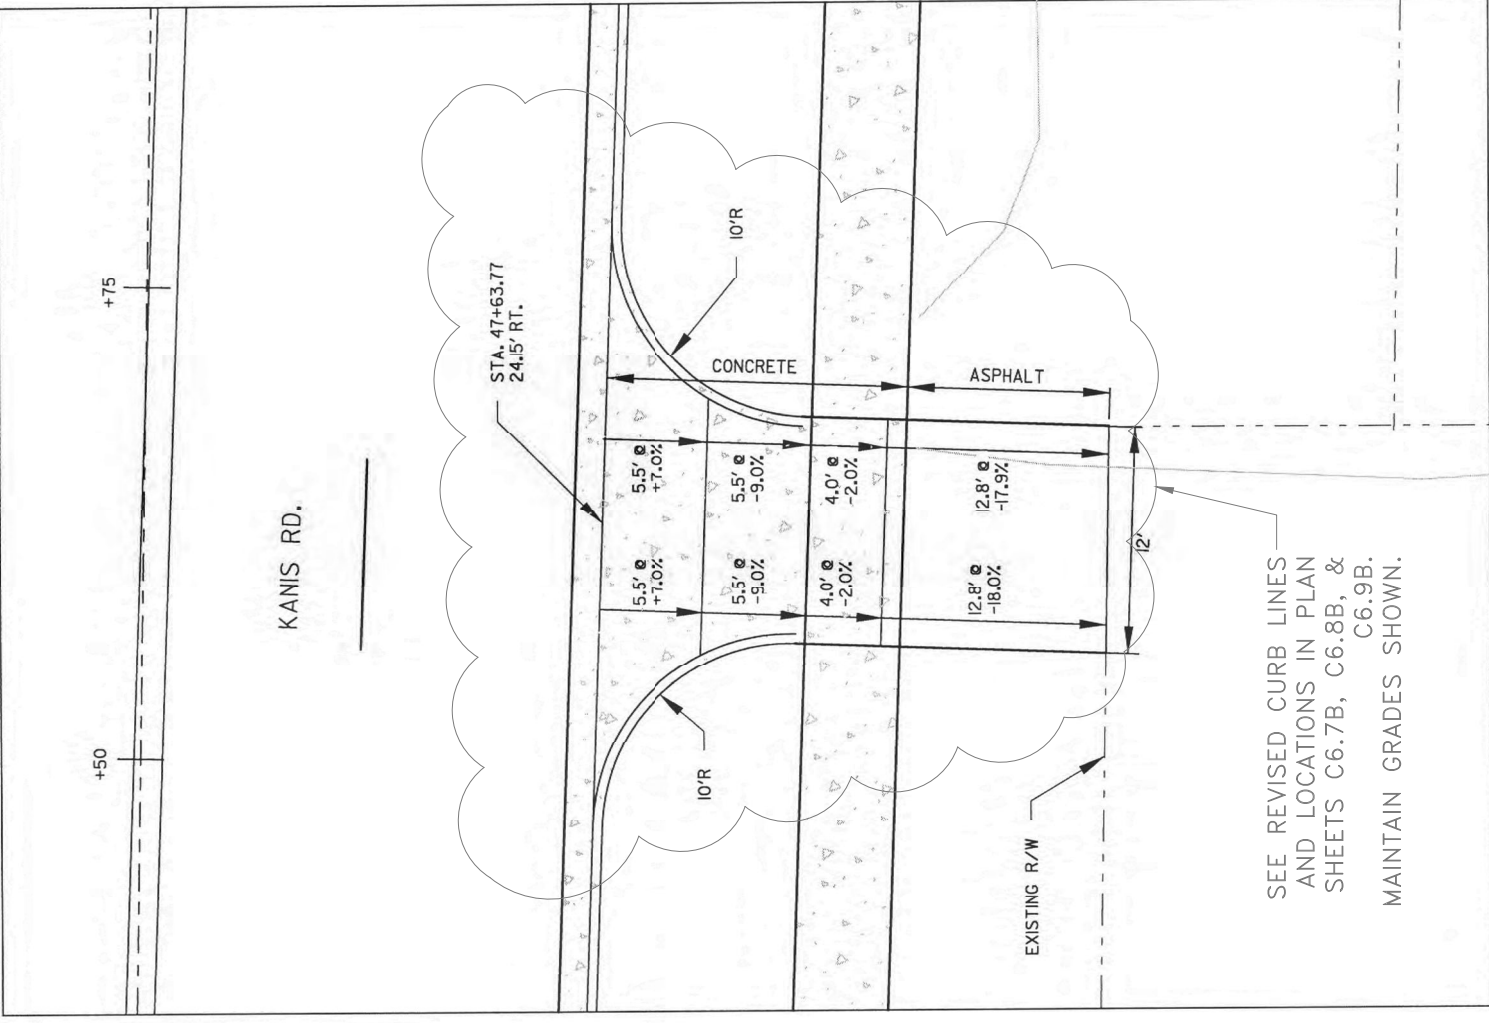 +75
+50
KANIS RD.
STA. 47+63.77
24.15' RT.
10'R
CONCRETE
ASPHALT
5.5' @
+7.0%
5.5' @
-9.0%
4.0' @
-2.0%
12.8' @
-17.9%
5.5' @
+7.0%
5.5' @
-9.0%
4.0' @
-2.0%
12.8' @
-18.0%
12'
10'R
EXISTING R/W
SEE REVISED CURB LINES
AND LOCATIONS IN PLAN
SHEETS C6.7B, C6.8B, &
C6.9B.
MAINTAIN GRADES SHOWN.